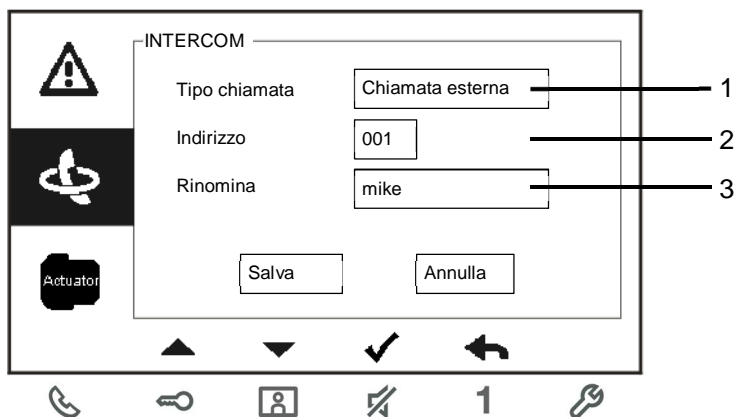 INTERCOM
Tipo chiamata Chiamata esterna 1
Indirizzo 001 2
Rinomina mike 3
Actuator
Salva Annulla
1